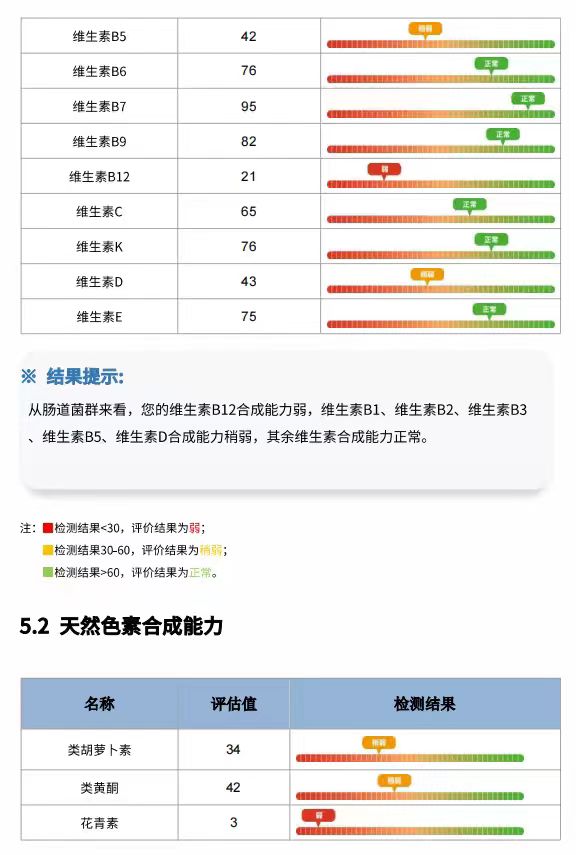 维生素B5 42 稍弱
维生素B6 76 正常
维生素B7 95 正常
维生素B9 82 正常
维生素B12 21 弱
维生素C 65 正常
维生素K 76 正常
维生素D 43 稍弱
维生素E 75 正常
※ 结果提示:
从肠道菌群来看，您的维生素B12合成能力弱，维生素B1、维生素B2、维生素B3
、维生素B5、维生素D合成能力稍弱，其余维生素合成能力正常。
注：检测结果<30，评价结果为弱；
检测结果30-60，评价结果为稍弱；
检测结果>60，评价结果为正常。
5.2 天然色素合成能力
名称 评估值 检测结果
类胡萝卜素 34 稍弱
类黄酮 42 稍弱
花青素 3 弱